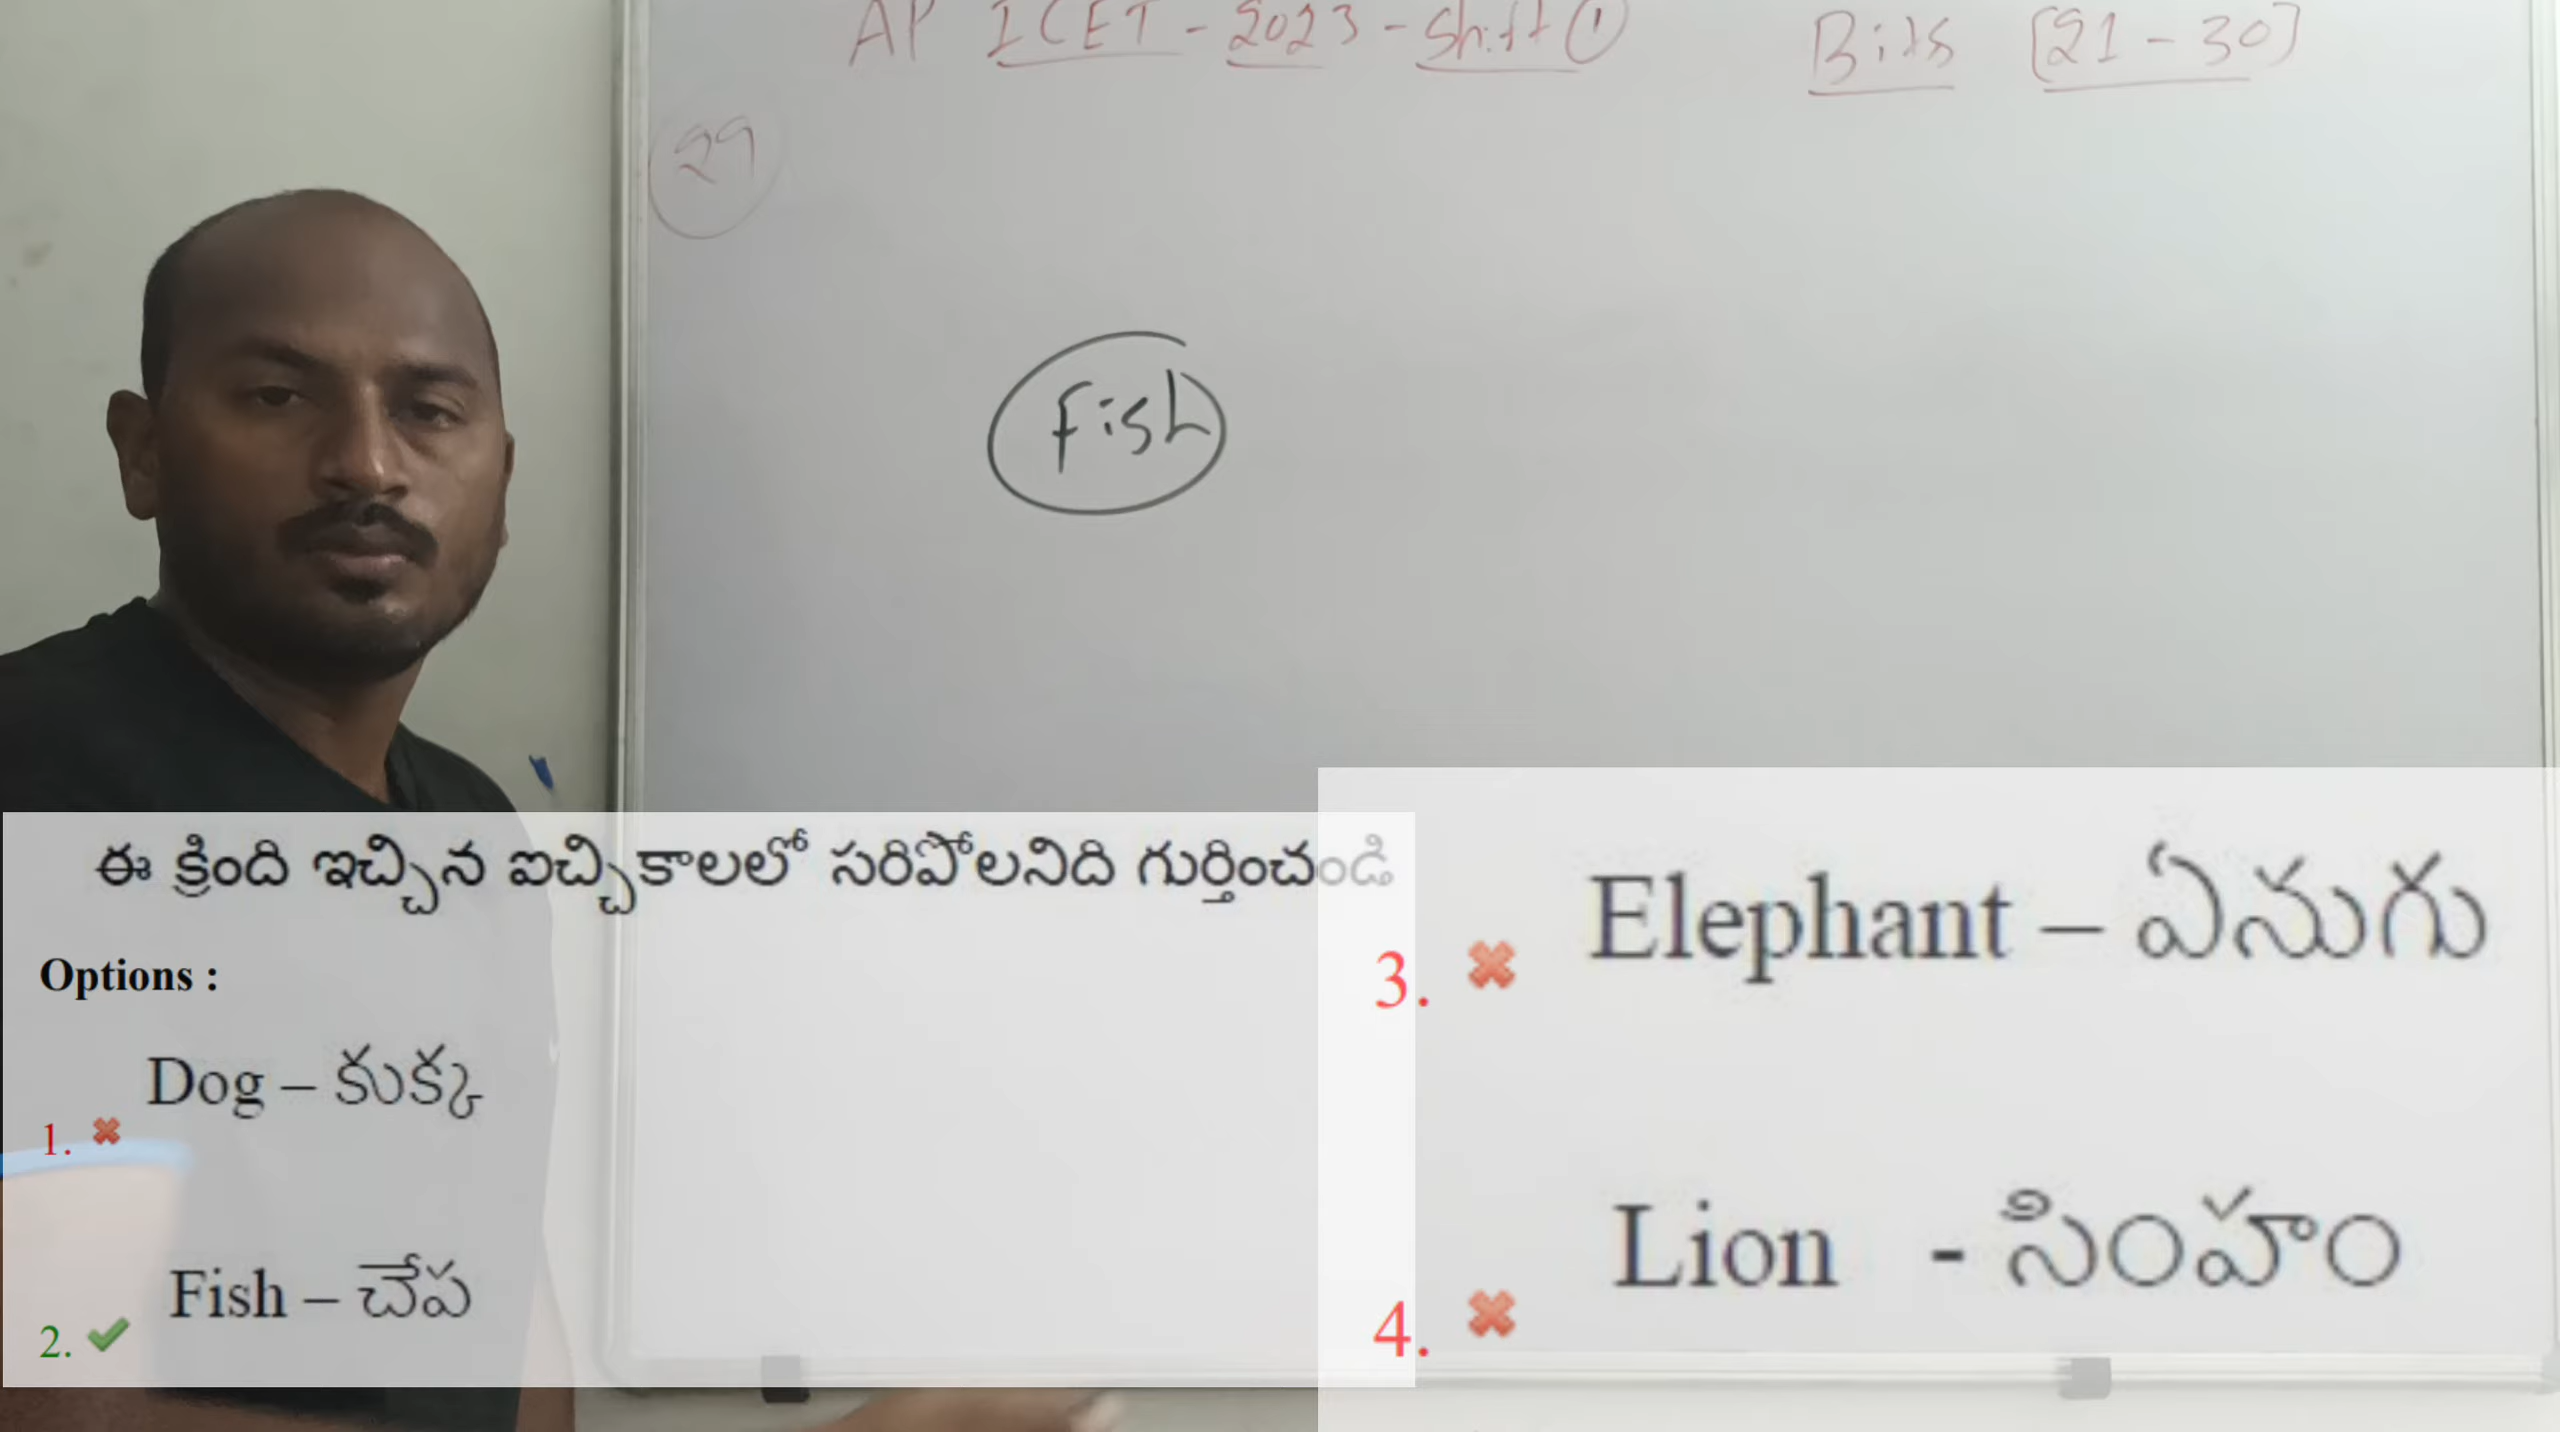 AP ICET - 2023 - Shift ①
Bits [21 - 30]
29
Fish
ఈ క్రింది ఇచ్చిన ఐచ్చికాలలో సరిపోలనిది గుర్తించండి
Options :
Dog – కుక్క
1.
Fish – చేప
2.
Elephant – ఏనుగు
3.
Lion - సింహం
4.